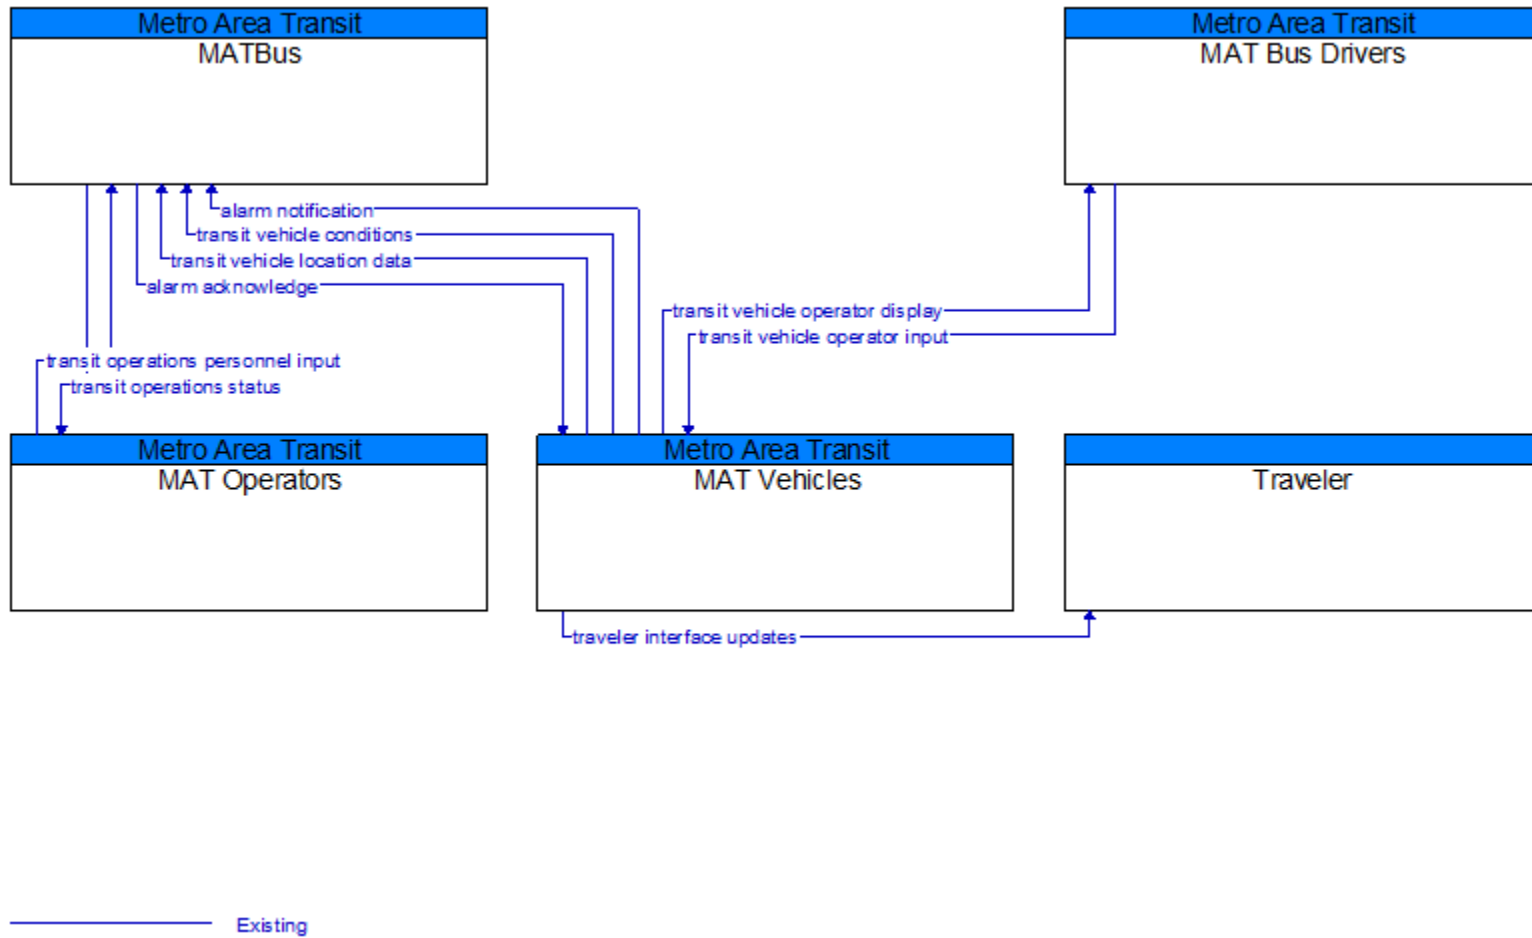 Metro Area Transit
MATBus
Metro Area Transit
MAT Bus Drivers
alarm notification
transit vehicle conditions
transit vehicle location data
alarm acknowledge
transit vehicle operator display
transit vehicle operator input
transit operations personnel input
transit operations status
Metro Area Transit
MAT Operators
Metro Area Transit
MAT Vehicles
Traveler
traveler interface updates
Existing